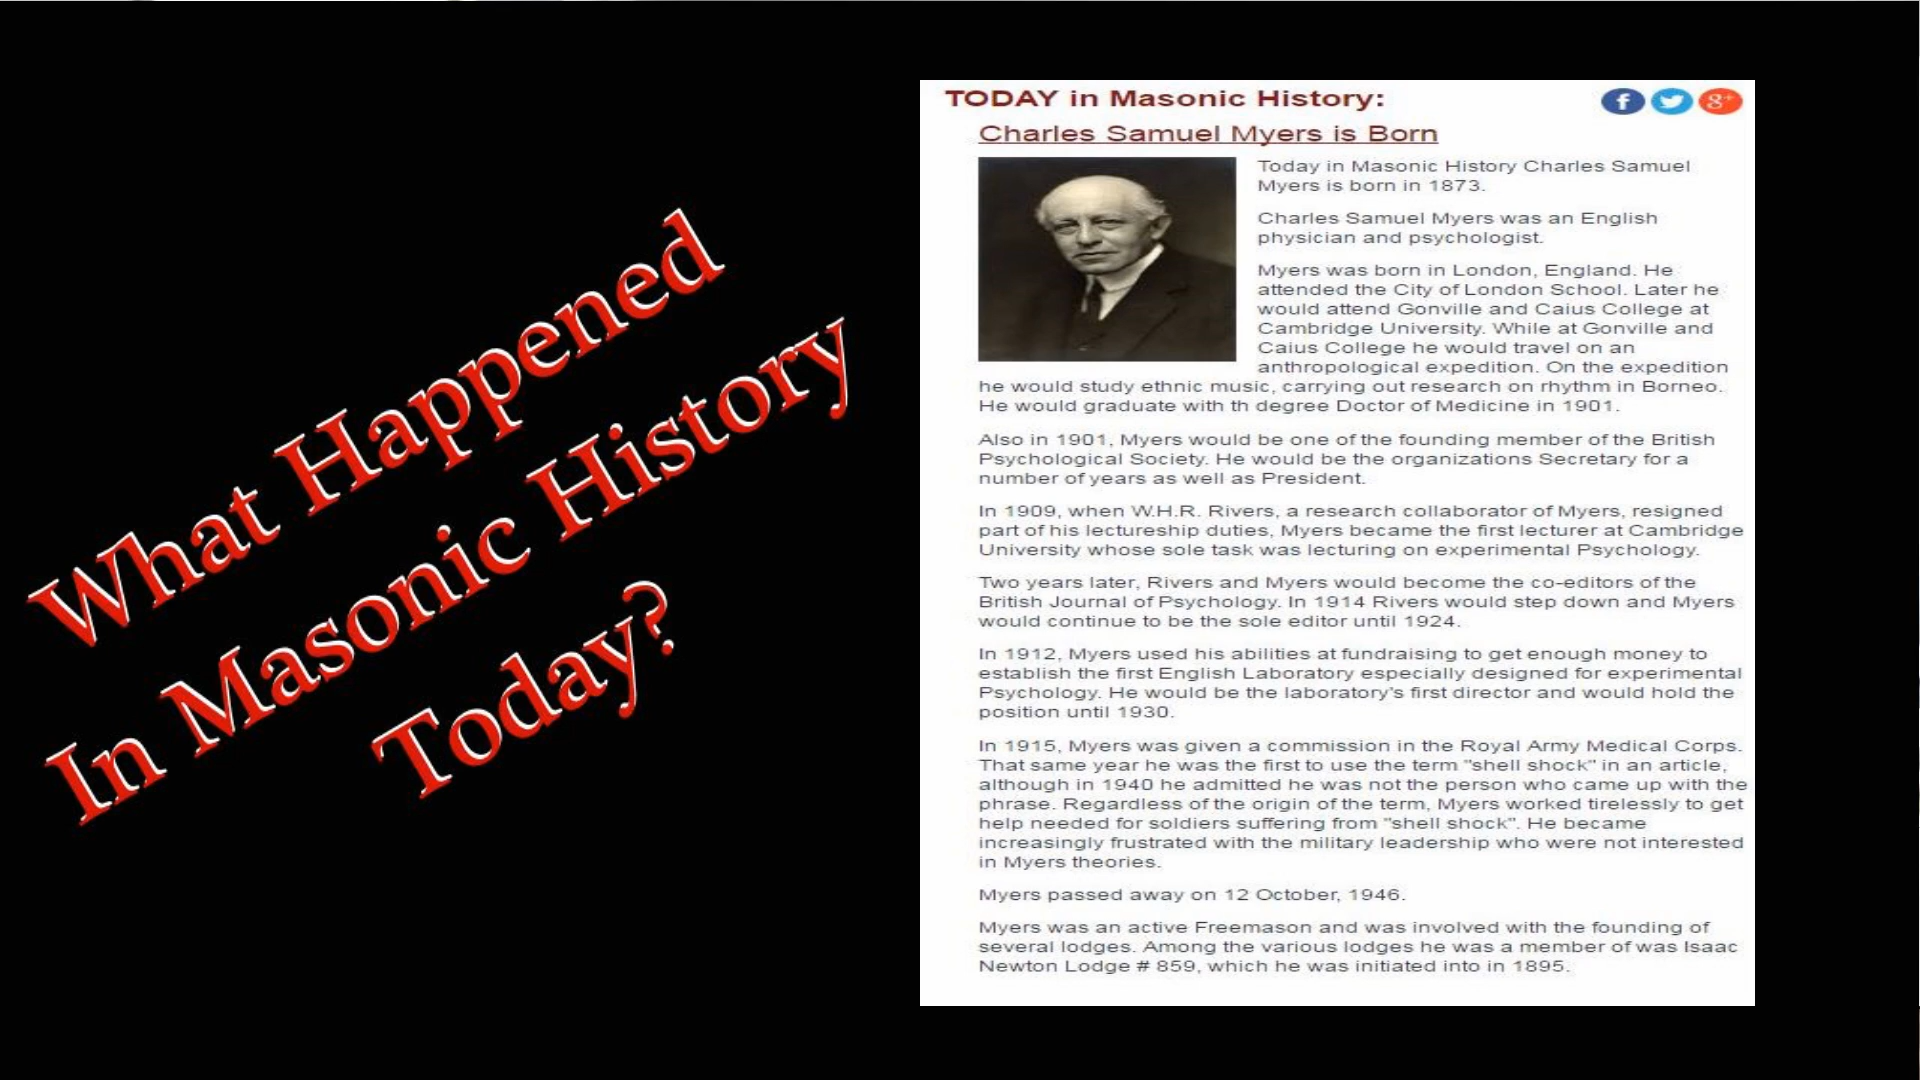 What Happened
In Masonic History
Today?
TODAY in Masonic History:
f
8+
Charles Samuel Myers is Born
Today in Masonic History Charles Samuel
Myers is born in 1873.
Charles Samuel Myers was an English
physician and psychologist.
Myers was born in London, England. He
attended the City of London School. Later he
would attend Gonville and Caius College at
Cambridge University. While at Gonville and
Caius College he would travel on an
anthropological expedition. On the expedition
he would study ethnic music, carrying out research on rhythm in Borneo.
He would graduate with th degree Doctor of Medicine in 1901.
Also in 1901, Myers would be one of the founding member of the British
Psychological Society. He would be the organizations Secretary for a
number of years as well as President.
In 1909, when W.H.R. Rivers, a research collaborator of Myers, resigned
part of his lectureship duties, Myers became the first lecturer at Cambridge
University whose sole task was lecturing on experimental Psychology.
Two years later, Rivers and Myers would become the co-editors of the
British Journal of Psychology. In 1914 Rivers would step down and Myers
would continue to be the sole editor until 1924.
In 1912, Myers used his abilities at fundraising to get enough money to
establish the first English Laboratory especially designed for experimental
Psychology. He would be the laboratory's first director and would hold the
position until 1930.
In 1915, Myers was given a commission in the Royal Army Medical Corps.
That same year he was the first to use the term "shell shock" in an article,
although in 1940 he admitted he was not the person who came up with the
phrase. Regardless of the origin of the term, Myers worked tirelessly to get
help needed for soldiers suffering from "shell shock". He became
increasingly frustrated with the military leadership who were not interested
in Myers theories.
Myers passed away on 12 October, 1946.
Myers was an active Freemason and was involved with the founding of
several lodges. Among the various lodges he was a member of was Isaac
Newton Lodge # 859, which he was initiated into in 1895.